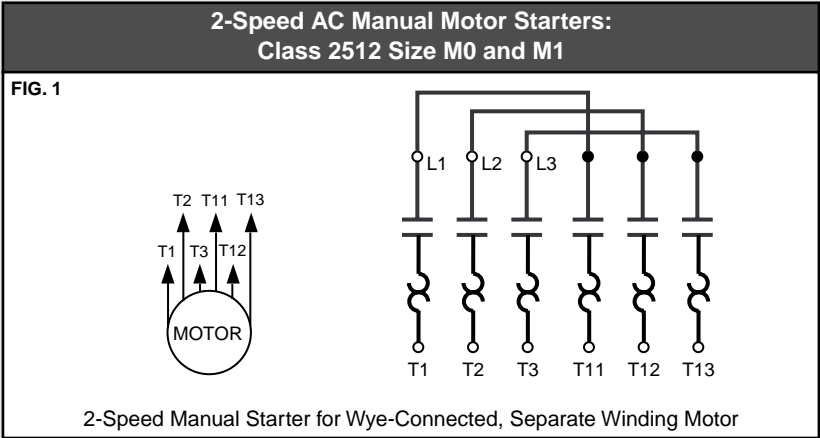 2-Speed AC Manual Motor Starters:
Class 2512 Size M0 and M1
FIG. 1
L1 L2 L3
T2 T11 T13
T1 T3 T12
MOTOR
T1 T2 T3 T11 T12 T13
2-Speed Manual Starter for Wye-Connected, Separate Winding Motor